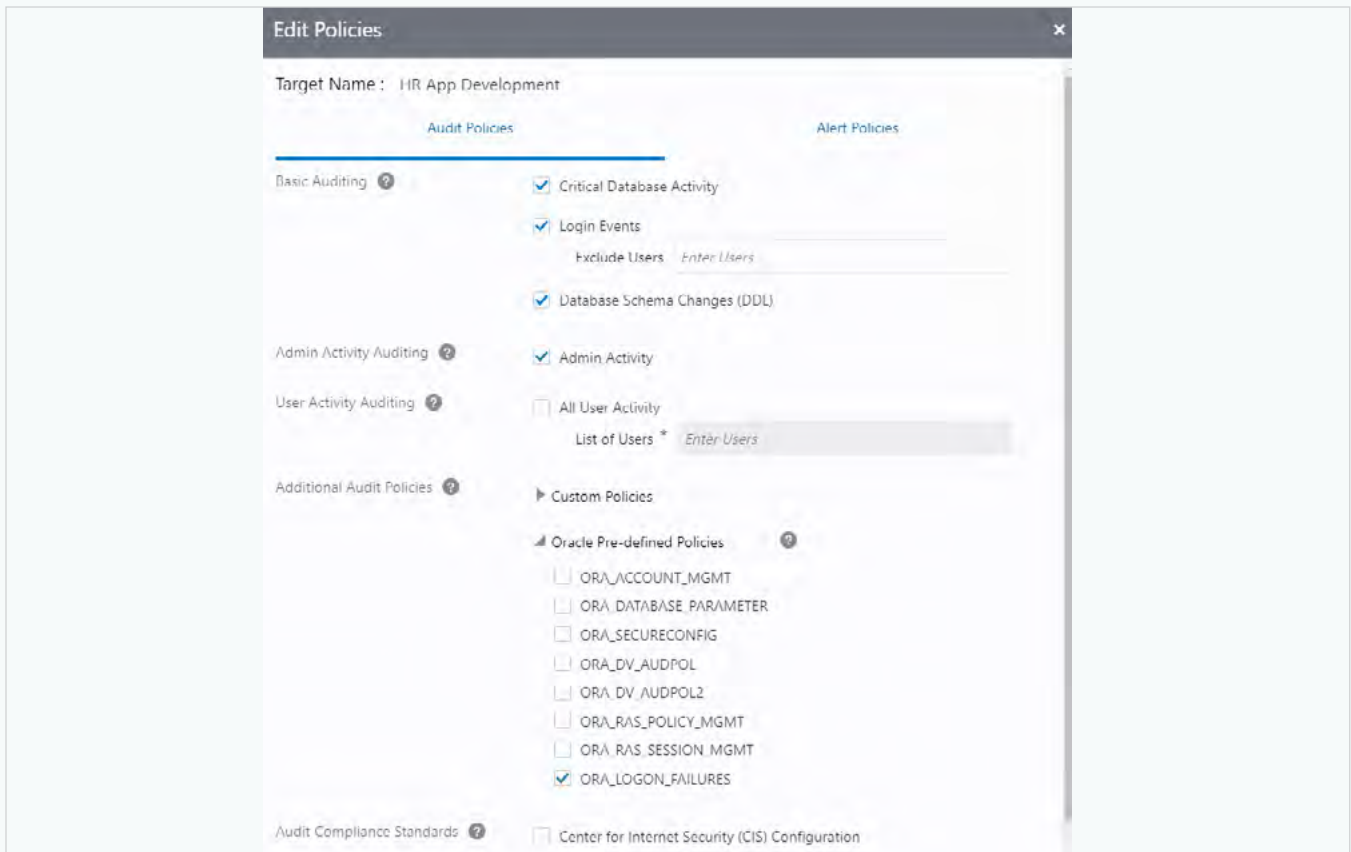 Edit Policies ×
Target Name : HR App Development
Audit Policies Alert Policies
Basic Auditing ? Critical Database Activity
Login Events
Exclude Users Enter Users
Database Schema Changes (DDL)
Admin Activity Auditing ? Admin Activity
User Activity Auditing ? All User Activity
List of Users * Enter Users
Additional Audit Policies ? Custom Policies
Oracle Pre-defined Policies ?
ORA_ACCOUNT_MGMT
ORA_DATABASE_PARAMETER
ORA_SECURECONFIG
ORA_DV_AUDPOL
ORA_DV_AUDPOL2
ORA_RAS_POLICY_MGMT
ORA_RAS_SESSION_MGMT
ORA_LOGON_FAILURES
Audit Compliance Standards ? Center for Internet Security (CIS) Configuration